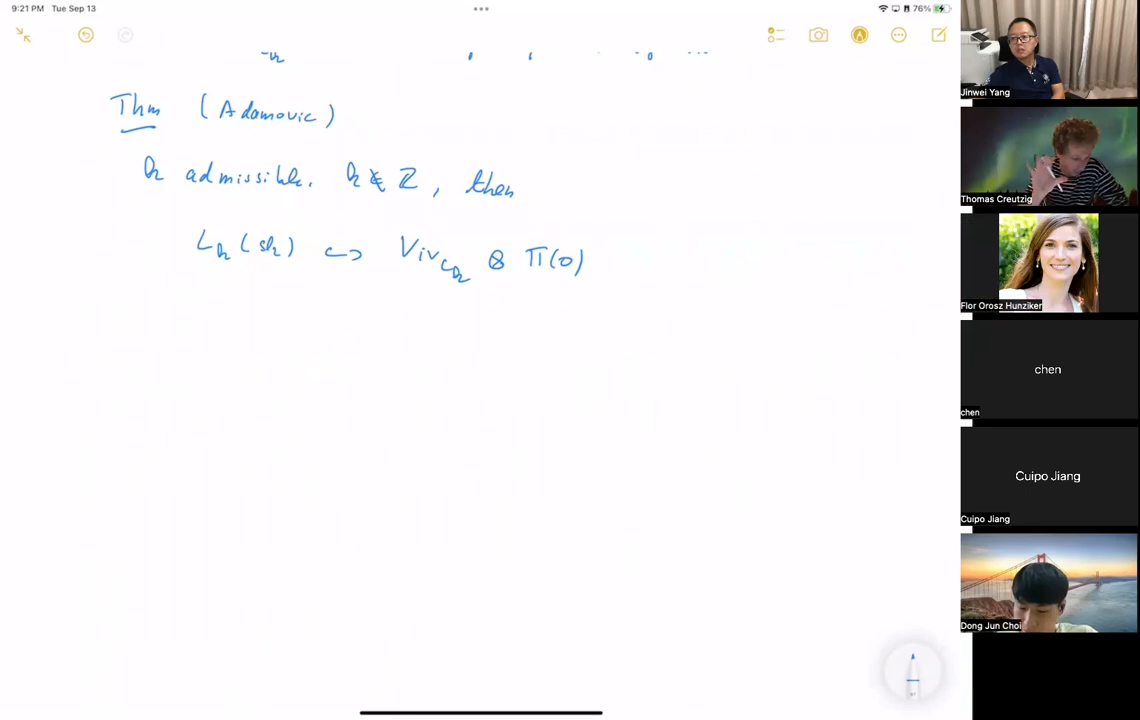 9:21 PM Tue Sep 13
76%
Thm (Adamovic)
k admissible. k ∉ ℤ, then
L_k(sl_2) ↪ Vir_{c_k} ⊗ Π(0)
Jinwei Yang
Thomas Creutzig
Flor Orosz Hunziker
chen
chen
Cuipo Jiang
Cuipo Jiang
Dong Jun Choi